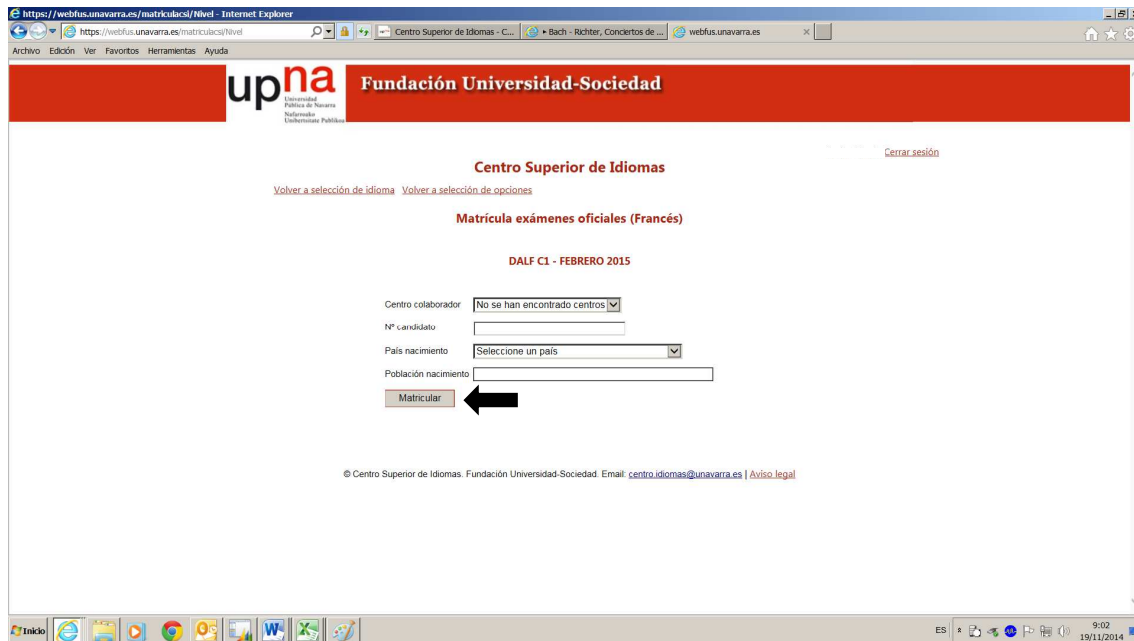 https://webfus.unavarra.es/matriculacsi/Nivel - Internet Explorer
https://webfus.unavarra.es/matriculacsi/Nivel
Centro Superior de Idiomas - C...
Bach - Richter, Conciertos de ...
webfus.unavarra.es
Archivo Edición Ver Favoritos Herramientas Ayuda
upna
Universidad
Pública de Navarra
Nafarroako
Unibertsitate Publikoa
Fundación Universidad-Sociedad
Cerrar sesión
Centro Superior de Idiomas
Volver a selección de idioma Volver a selección de opciones
Matrícula exámenes oficiales (Francés)
DALF C1 - FEBRERO 2015
Centro colaborador No se han encontrado centros
Nº candidato
País nacimiento Seleccione un país
Población nacimiento
Matricular
© Centro Superior de Idiomas. Fundación Universidad-Sociedad. Email: centro.idiomas@unavarra.es | Aviso legal
Inicio
ES
9:02
19/11/2014